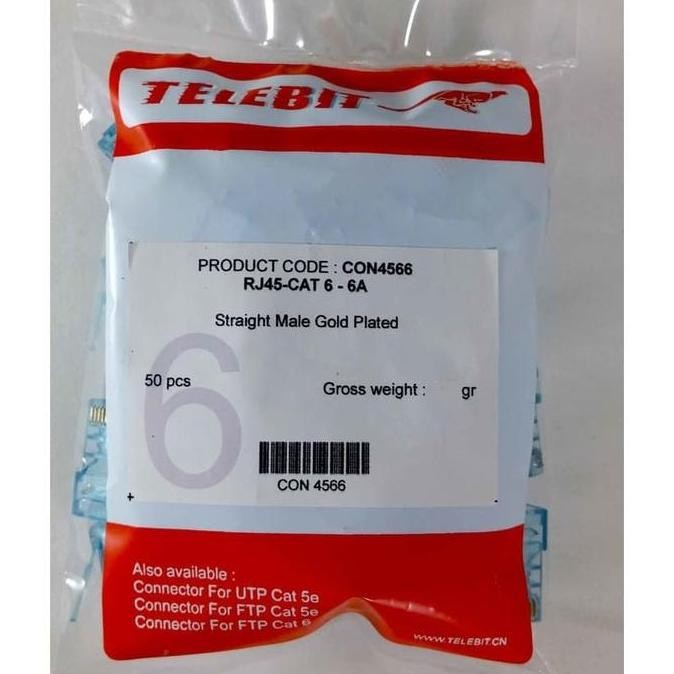 TELEBIT
PRODUCT CODE : CON4566
RJ45-CAT 6 - 6A
Straight Male Gold Plated
6
50 pcs
Gross weight : gr
CON 4566
Also available :
Connector For UTP Cat 5e
Connector For FTP Cat 5e
Connector For FTP Cat 6
WWW.TELEBIT.CN